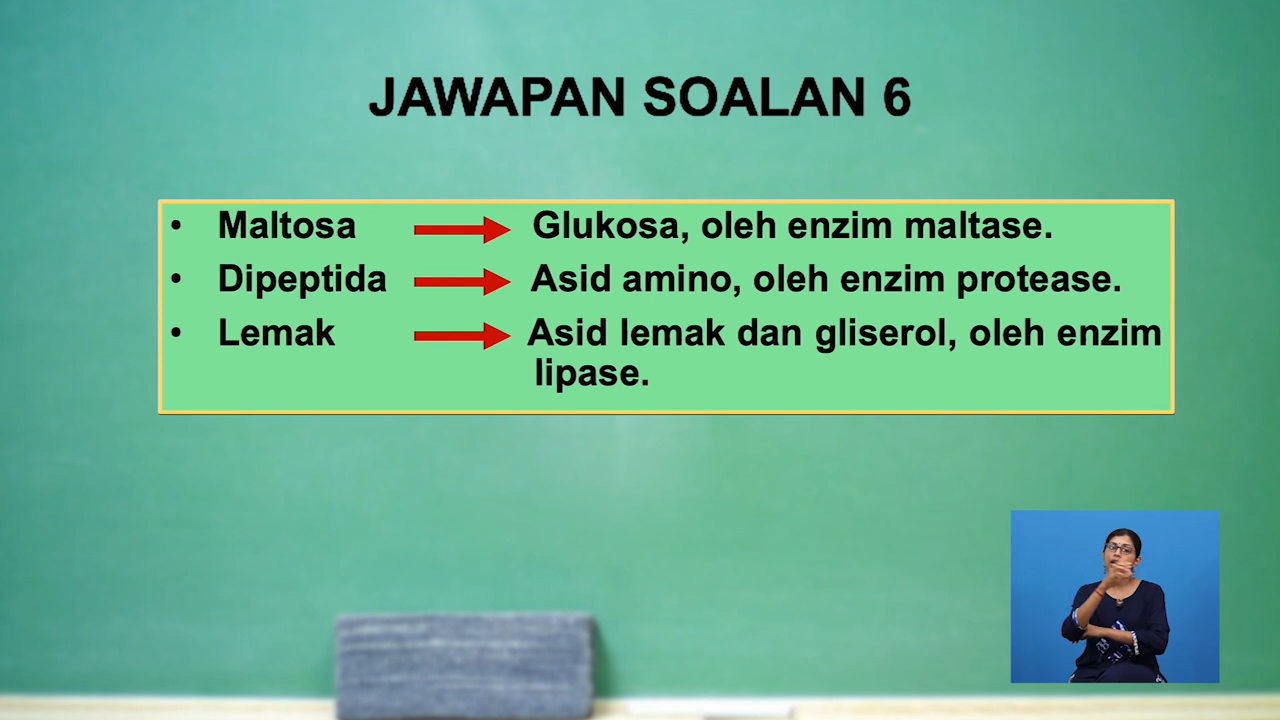 JAWAPAN SOALAN 6
• Maltosa Glukosa, oleh enzim maltase.
• Dipeptida Asid amino, oleh enzim protease.
• Lemak Asid lemak dan gliserol, oleh enzim
lipase.